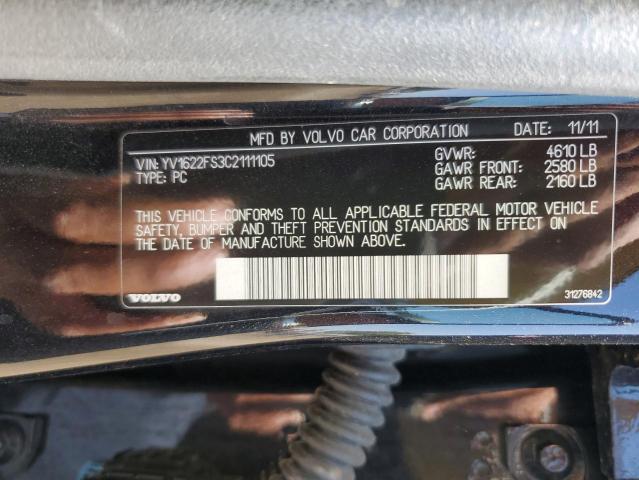 MFD BY VOLVO CAR CORPORATION DATE: 11/11
VIN: YV1622FS3C2111105 GVWR: 4610 LB
TYPE: PC GAWR FRONT: 2580 LB
GAWR REAR: 2160 LB
THIS VEHICLE CONFORMS TO ALL APPLICABLE FEDERAL MOTOR VEHICLE
SAFETY, BUMPER AND THEFT PREVENTION STANDARDS IN EFFECT ON
THE DATE OF MANUFACTURE SHOWN ABOVE.
VOLVO 31276842